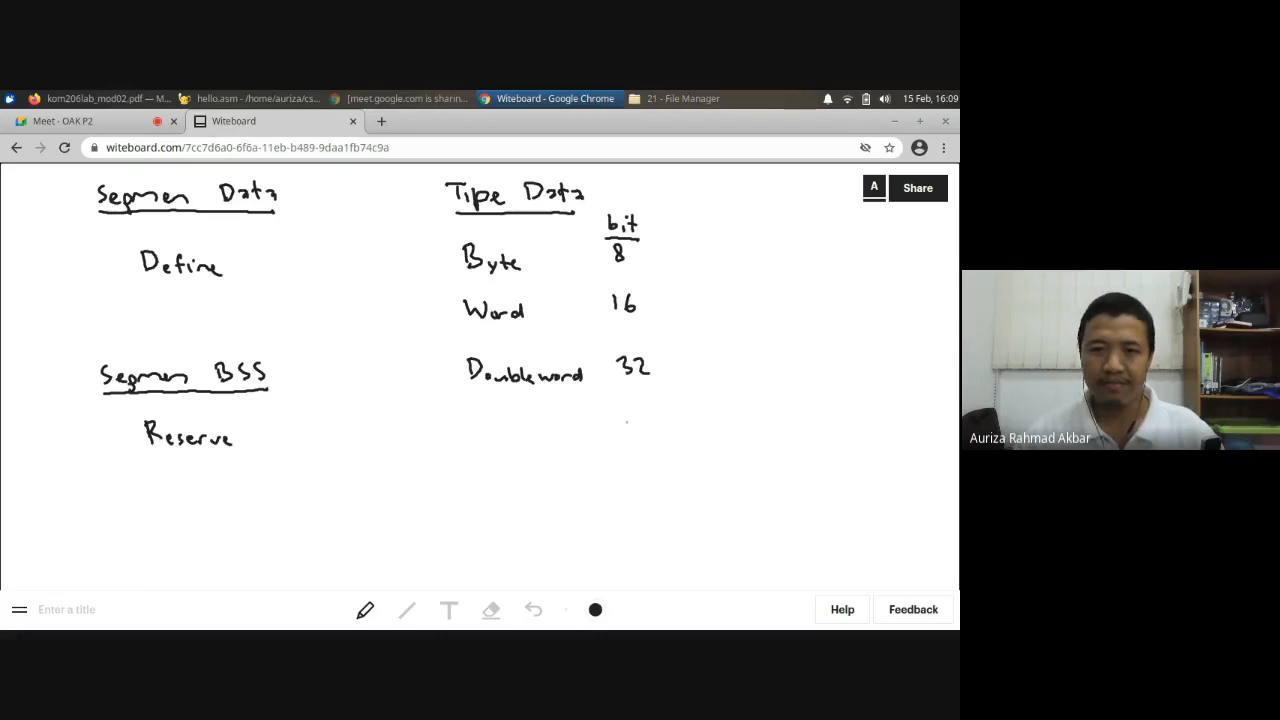 kom206lab_mod02.pdf — M...
hello.asm - /home/auriza/cs...
[meet.google.com is sharin...
Witeboard - Google Chrome
21 - File Manager
15 Feb, 16:09
Meet - OAK P2
Witeboard
witeboard.com/7cc7d6a0-6f6a-11eb-b489-9daa1fb74c9a
A
Share
Segmen Data
Define
Segmen BSS
Reserve
Tipe Data
bit
Byte 8
Word 16
Doubleword 32
Auriza Rahmad Akbar
Enter a title
T
Help
Feedback